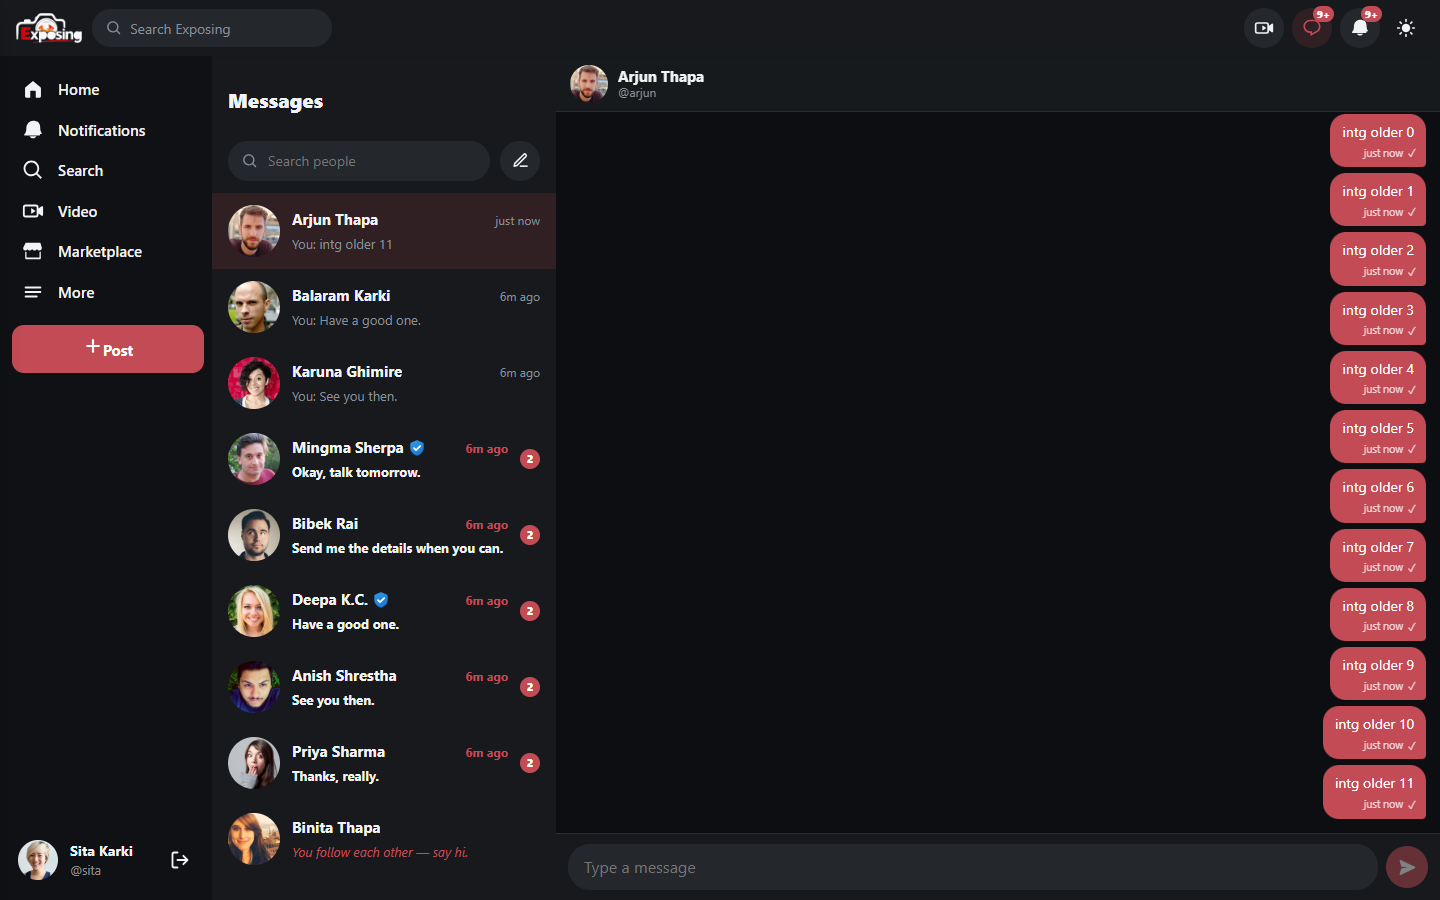 Exposing
Search Exposing
9+
9+
Home
Notifications
Search
Video
Marketplace
More
Post
Sita Karki
@sita
Messages
Search people
Arjun Thapa
just now
You: intg older 11
Balaram Karki
6m ago
You: Have a good one.
Karuna Ghimire
6m ago
You: See you then.
Mingma Sherpa
6m ago
2
Okay, talk tomorrow.
Bibek Rai
6m ago
2
Send me the details when you can.
Deepa K.C.
6m ago
2
Have a good one.
Anish Shrestha
6m ago
2
See you then.
Priya Sharma
6m ago
2
Thanks, really.
Binita Thapa
You follow each other — say hi.
Arjun Thapa
@arjun
intg older 0
just now ✓
intg older 1
just now ✓
intg older 2
just now ✓
intg older 3
just now ✓
intg older 4
just now ✓
intg older 5
just now ✓
intg older 6
just now ✓
intg older 7
just now ✓
intg older 8
just now ✓
intg older 9
just now ✓
intg older 10
just now ✓
intg older 11
just now ✓
Type a message